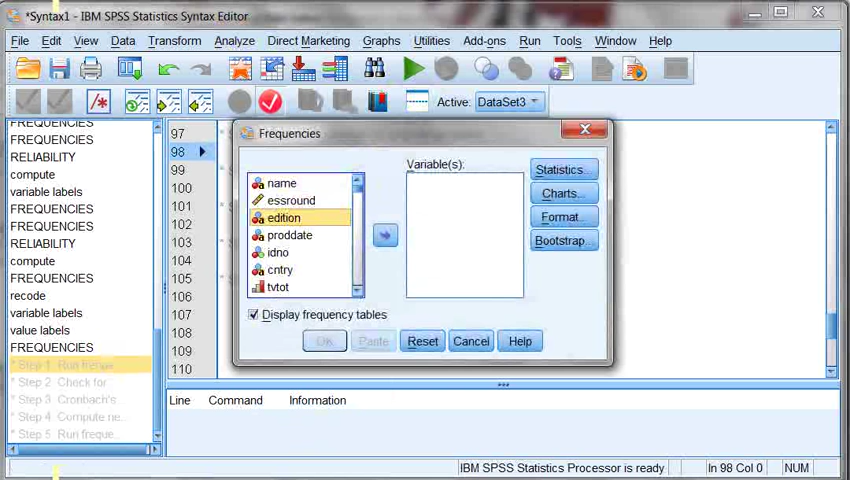 *Syntax1 - IBM SPSS Statistics Syntax Editor
File Edit View Data Transform Analyze Direct Marketing Graphs Utilities Add-ons Run Tools Window Help
Active: DataSet3
FREQUENCIES
FREQUENCIES
RELIABILITY
compute
variable labels
FREQUENCIES
FREQUENCIES
RELIABILITY
compute
FREQUENCIES
recode
variable labels
value labels
FREQUENCIES
* Step 1. Run freque...
* Step 2. Check for
* Step 3. Cronbach's
* Step 4. Compute ne...
* Step 5. Run freque...
97
98
99
100
101
102
103
104
105
106
107
108
109
110
Frequencies
name
essround
edition
proddate
idno
cntry
tvtot
Variable(s):
Statistics...
Charts...
Format...
Bootstrap...
Display frequency tables
OK Paste Reset Cancel Help
Line Command Information
IBM SPSS Statistics Processor is ready In 98 Col 0 NUM